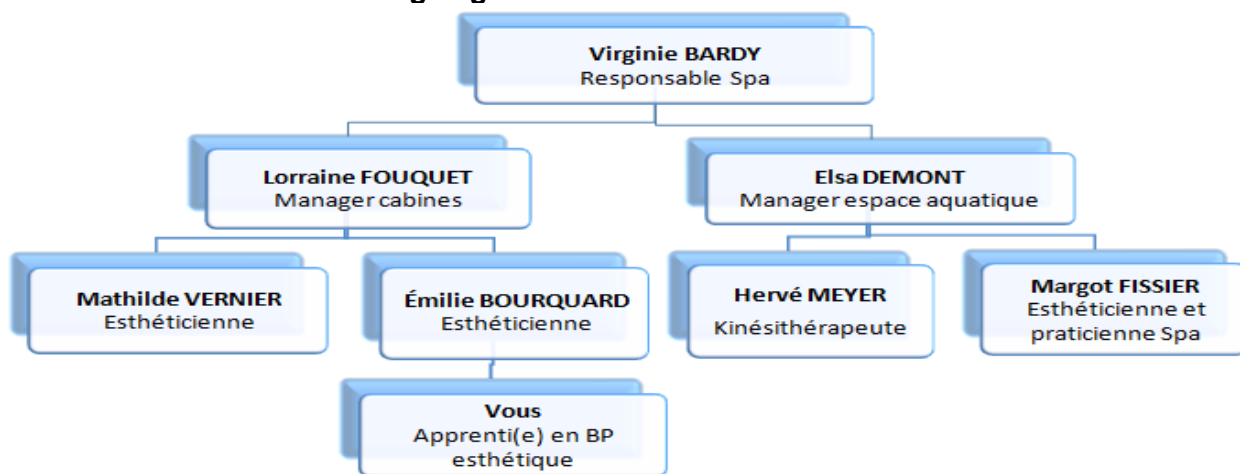 Virginie BARDY
Responsable Spa
Lorraine FOUQUET
Manager cabines
Elsa DEMONT
Manager espace aquatique
Mathilde VERNIER
Esthéticienne
Émilie BOURQUARD
Esthéticienne
Hervé MEYER
Kinésithérapeute
Margot FISSIER
Esthéticienne et
praticienne Spa
Vous
Apprenti(e) en BP
esthétique